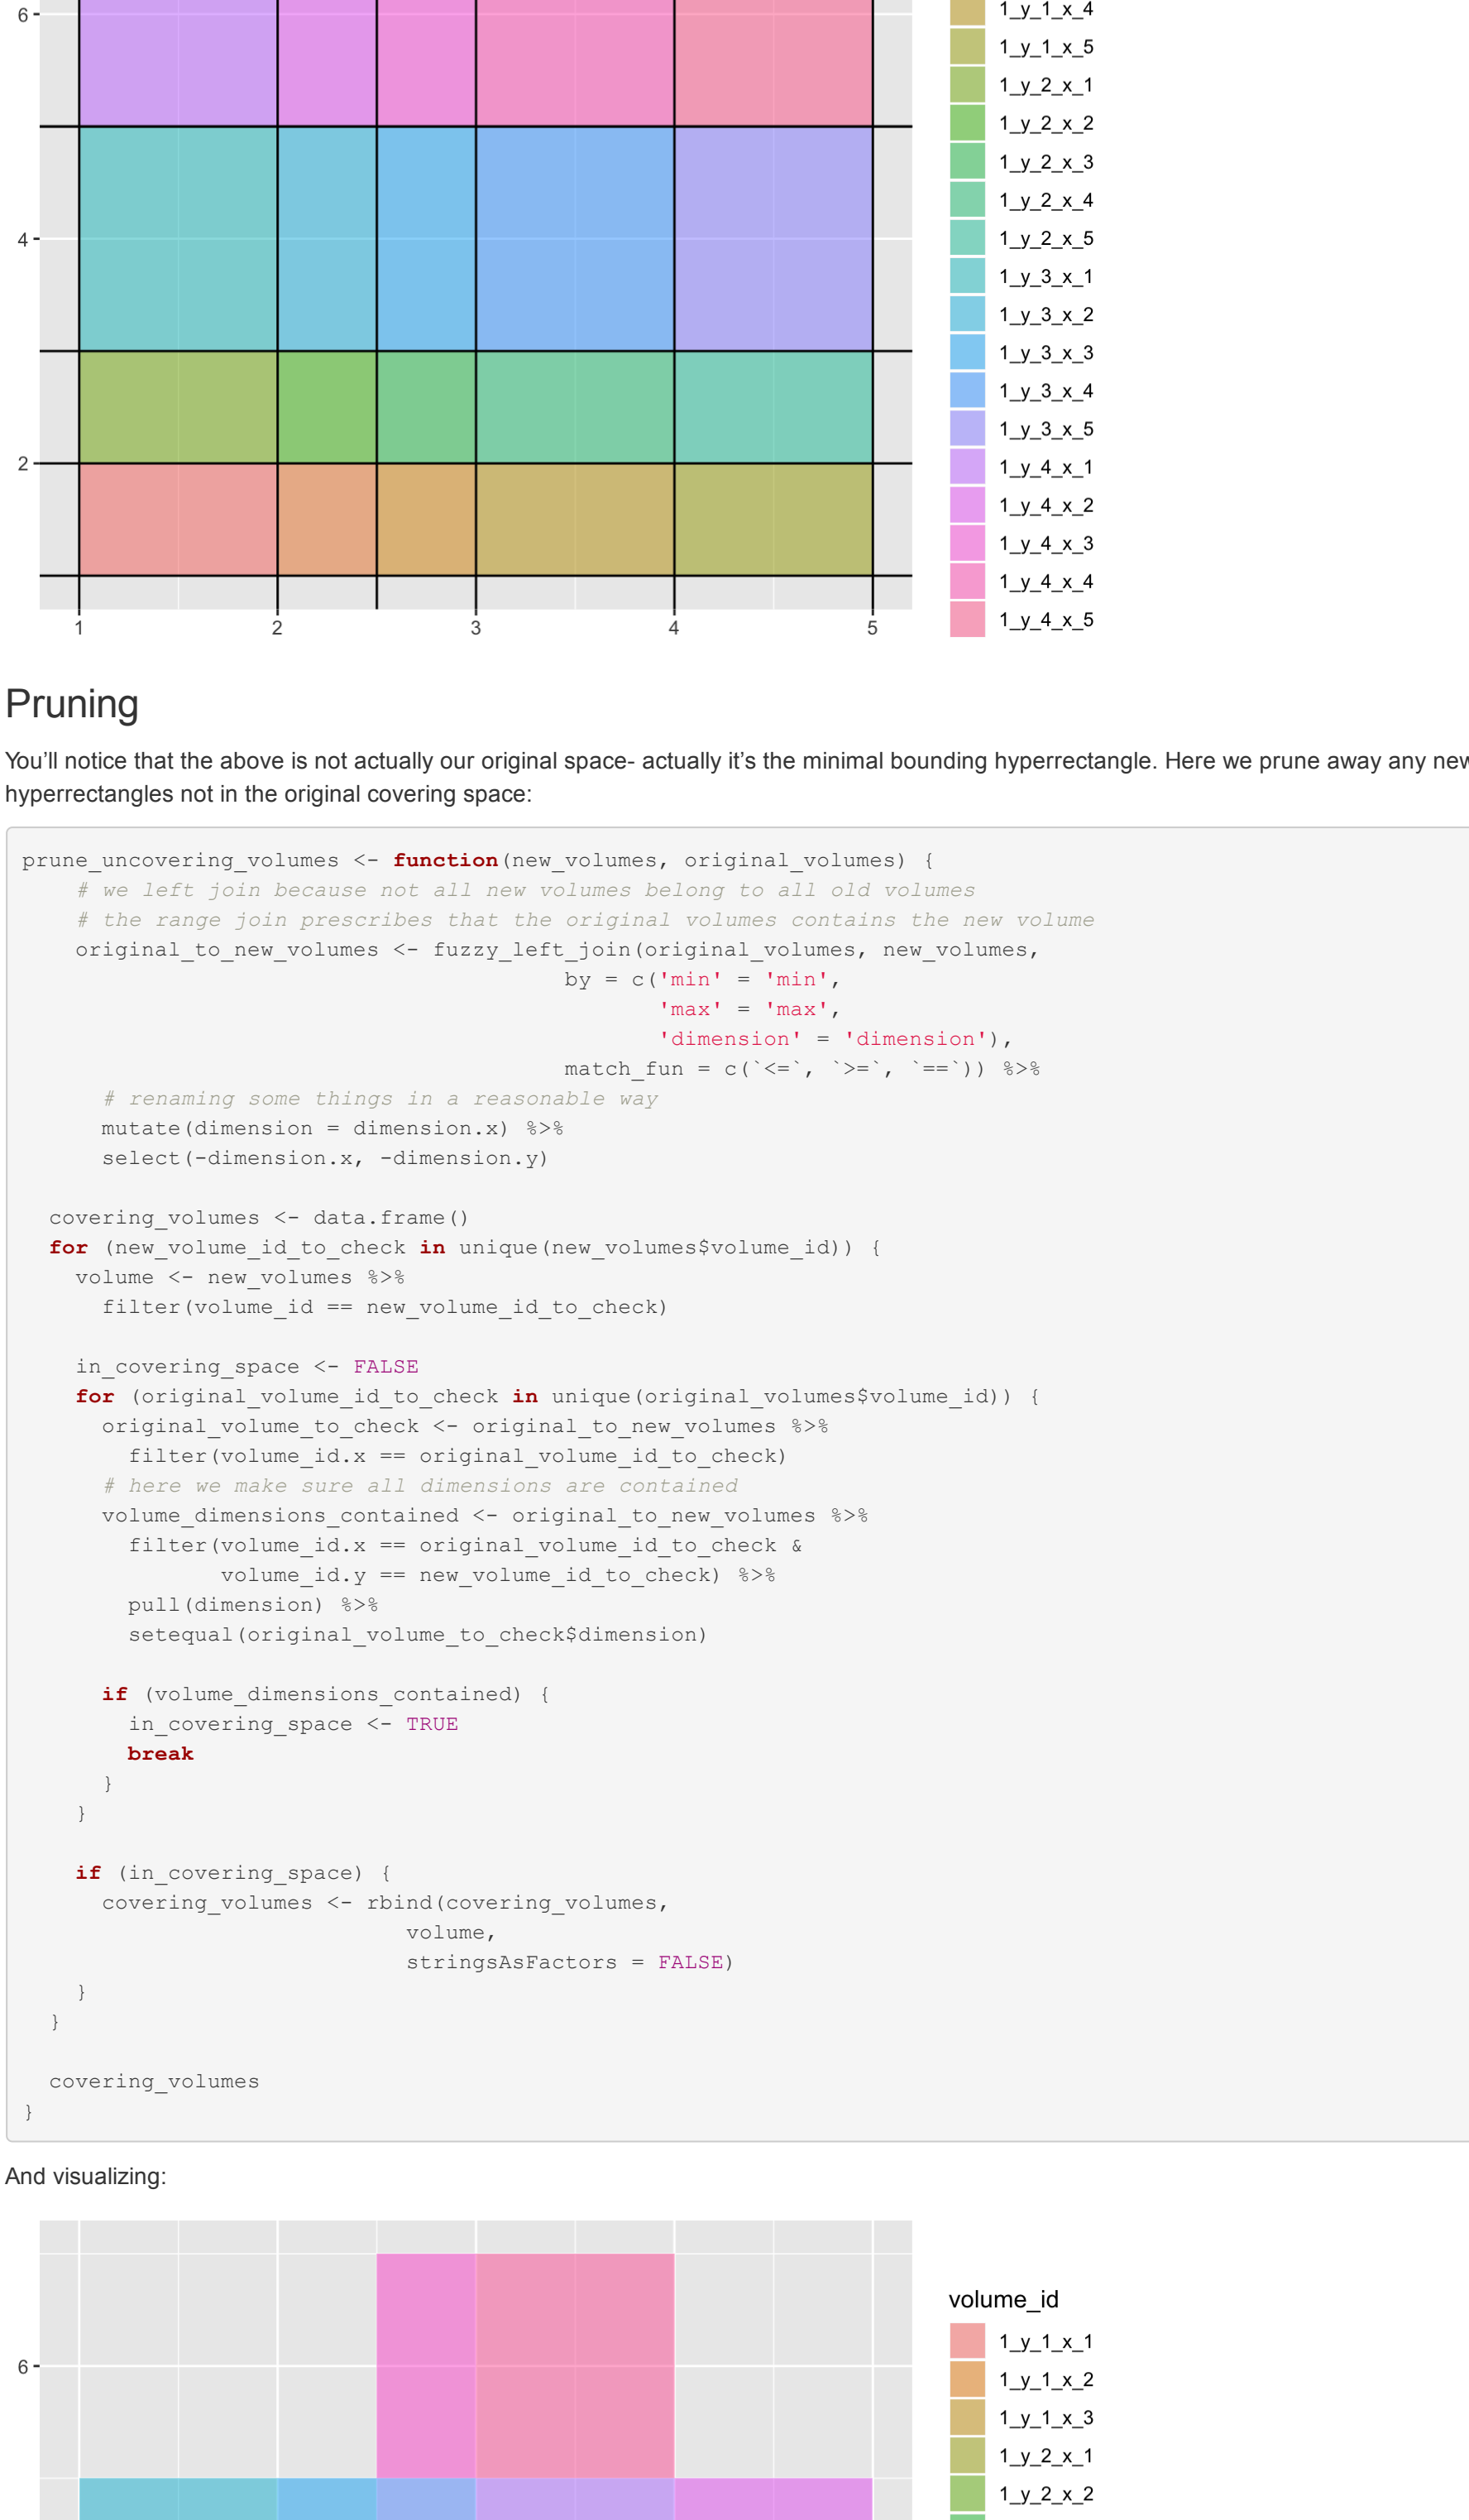 6
1_y_1_x_4
1_y_1_x_5
1_y_2_x_1
1_y_2_x_2
1_y_2_x_3
1_y_2_x_4
4
1_y_2_x_5
1_y_3_x_1
1_y_3_x_2
1_y_3_x_3
1_y_3_x_4
1_y_3_x_5
2
1_y_4_x_1
1_y_4_x_2
1_y_4_x_3
1_y_4_x_4
1_y_4_x_5
1 2 3 4 5
Pruning
You’ll notice that the above is not actually our original space- actually it’s the minimal bounding hyperrectangle. Here we prune away any new
hyperrectangles not in the original covering space:
prune_uncovering_volumes <- function(new_volumes, original_volumes) {
    # we left join because not all new volumes belong to all old volumes
    # the range join prescribes that the original volumes contains the new volume
    original_to_new_volumes <- fuzzy_left_join(original_volumes, new_volumes,
                                         by = c('min' = 'min',
                                                'max' = 'max',
                                                'dimension' = 'dimension'),
                                         match_fun = c(`<=`, `>=`, `==`)) %>%
      # renaming some things in a reasonable way
      mutate(dimension = dimension.x) %>%
      select(-dimension.x, -dimension.y)
  covering_volumes <- data.frame()
  for (new_volume_id_to_check in unique(new_volumes$volume_id)) {
    volume <- new_volumes %>%
      filter(volume_id == new_volume_id_to_check)
    in_covering_space <- FALSE
    for (original_volume_id_to_check in unique(original_volumes$volume_id)) {
      original_volume_to_check <- original_to_new_volumes %>%
        filter(volume_id.x == original_volume_id_to_check)
      # here we make sure all dimensions are contained
      volume_dimensions_contained <- original_to_new_volumes %>%
        filter(volume_id.x == original_volume_id_to_check &
               volume_id.y == new_volume_id_to_check) %>%
        pull(dimension) %>%
        setequal(original_volume_to_check$dimension)
      if (volume_dimensions_contained) {
        in_covering_space <- TRUE
        break
      }
    }
    if (in_covering_space) {
      covering_volumes <- rbind(covering_volumes,
                             volume,
                             stringsAsFactors = FALSE)
    }
  }
  covering_volumes
}
And visualizing:
volume_id
1_y_1_x_1
6
1_y_1_x_2
1_y_1_x_3
1_y_2_x_1
1_y_2_x_2